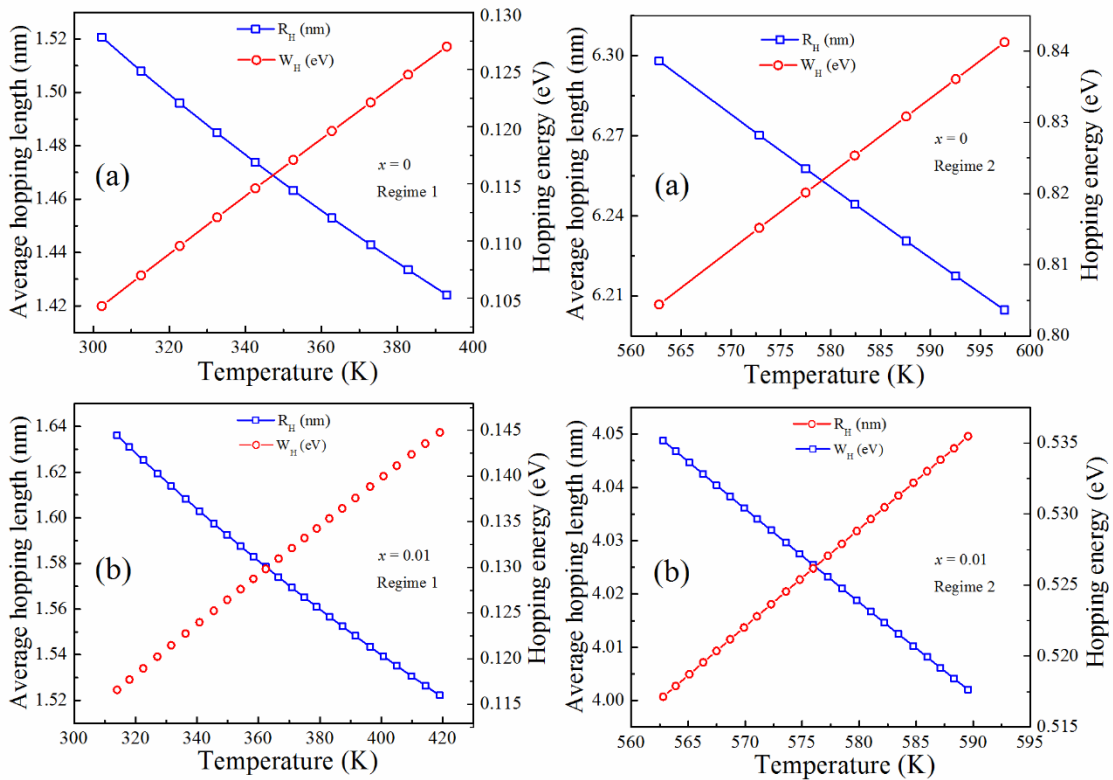 R_H (nm)
W_H (eV)
(a)
x = 0
Regime 1
1.52
1.50
1.48
1.46
1.44
1.42
Average hopping length (nm)
0.130
0.125
0.120
0.115
0.110
0.105
Hopping energy (eV)
300 320 340 360 380 400
Temperature (K)
R_H (nm)
W_H (eV)
(a)
x = 0
Regime 2
6.30
6.27
6.24
6.21
Average hopping length (nm)
0.84
0.83
0.82
0.81
0.80
Hopping energy (eV)
560 565 570 575 580 585 590 595 600
Temperature (K)
R_H (nm)
W_H (eV)
(b)
x = 0.01
Regime 1
1.64
1.62
1.60
1.58
1.56
1.54
1.52
Average hopping length (nm)
0.145
0.140
0.135
0.130
0.125
0.120
0.115
Hopping energy (eV)
300 320 340 360 380 400 420
Temperature (K)
R_H (nm)
W_H (eV)
(b)
x = 0.01
Regime 2
4.05
4.04
4.03
4.02
4.01
4.00
Average hopping length (nm)
0.535
0.530
0.525
0.520
0.515
Hopping energy (eV)
560 565 570 575 580 585 590 595
Temperature (K)